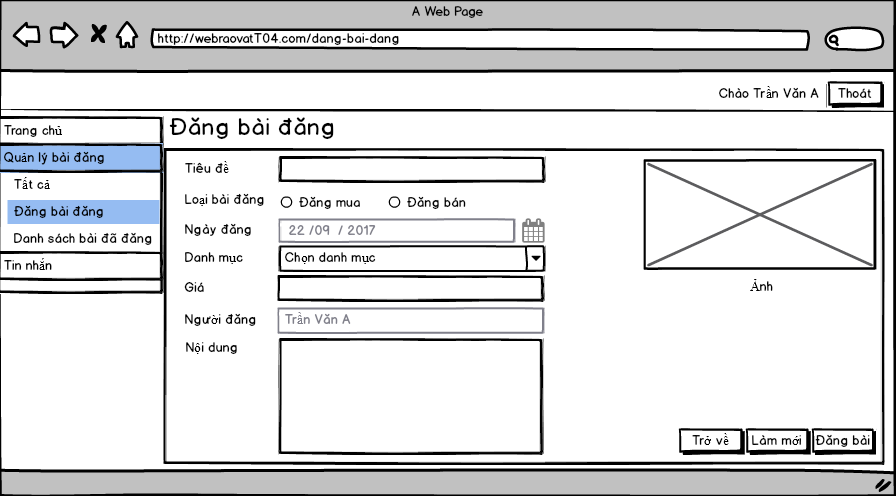 A Web Page
http://webraovatT04.com/dang-bai-dang
Chào Trần Văn A
Thoát
Trang chủ
Quản lý bài đăng
Tất cả
Đăng bài đăng
Danh sách bài đã đăng
Tin nhắn
Đăng bài đăng
Tiêu đề
Loại bài đăng
Đăng mua
Đăng bán
Ngày đăng
22 /09 / 2017
Danh mục
Chọn danh mục
Giá
Người đăng
Trần Văn A
Nội dung
Ảnh
Trở về
Làm mới
Đăng bài